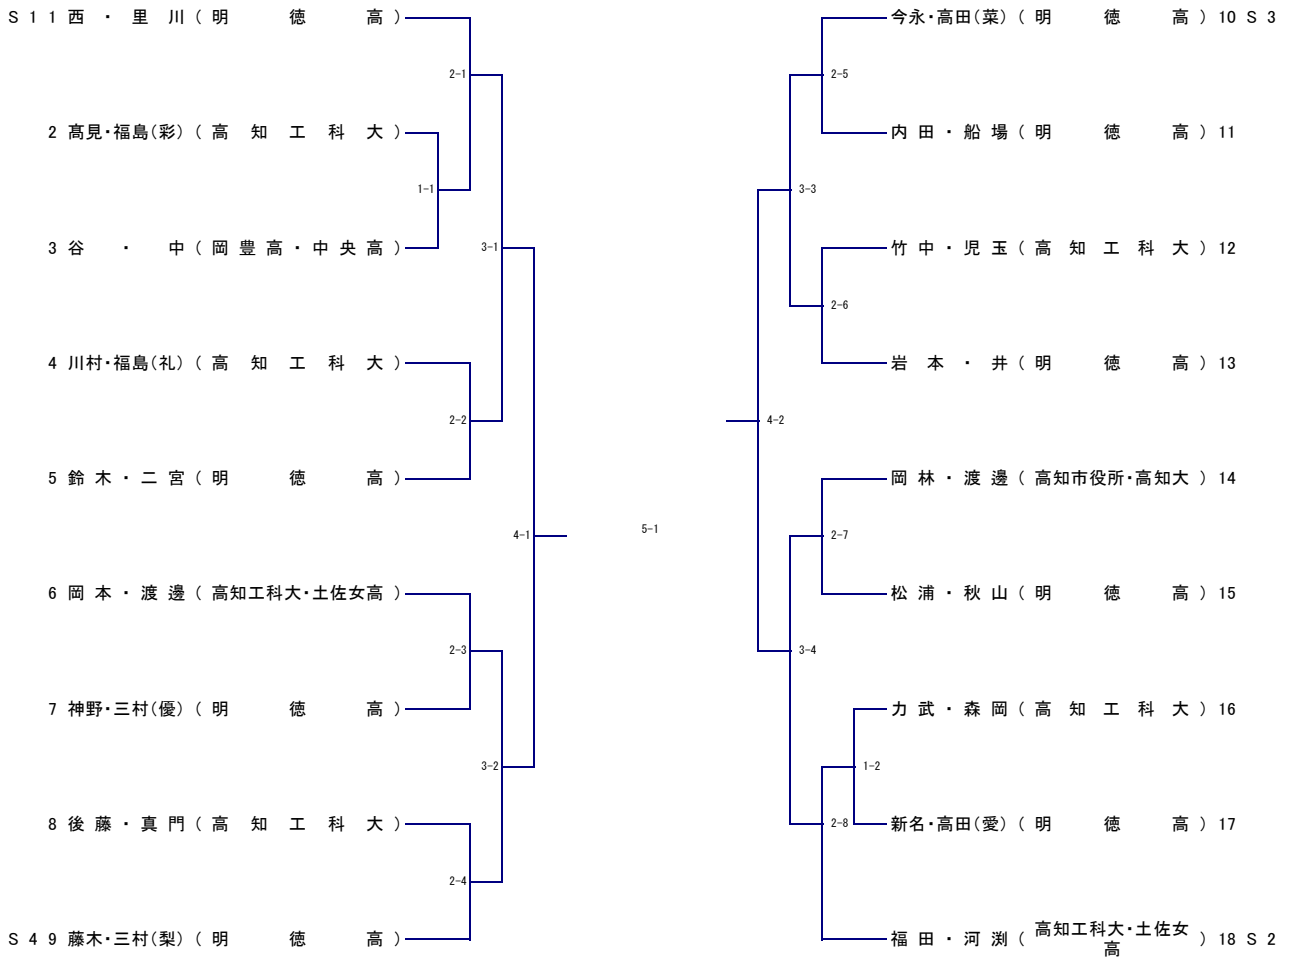 S1 1 西・里川 (明徳高)
2-1
2 髙見・福島(彩) (高知工科大)
1-1
3 谷・中 (岡豊高・中央高)
3-1
4 川村・福島(礼) (高知工科大)
2-2
5 鈴木・二宮 (明徳高)
4-1
6 岡本・渡邊 (高知工科大・土佐女高)
2-3
7 神野・三村(優) (明徳高)
3-2
8 後藤・真門 (高知工科大)
2-4
S4 9 藤木・三村(梨) (明徳高)
5-1
今永・高田(菜) (明徳高) 10 S3
2-5
内田・船場 (明徳高) 11
3-3
竹中・児玉 (高知工科大) 12
2-6
岩本・井 (明徳高) 13
4-2
岡林・渡邊 (高知市役所・高知大) 14
2-7
松浦・秋山 (明徳高) 15
3-4
力武・森岡 (高知工科大) 16
1-2
新名・高田(愛) (明徳高) 17
2-8
福田・河渕 (高知工科大・土佐女
高) 18 S2